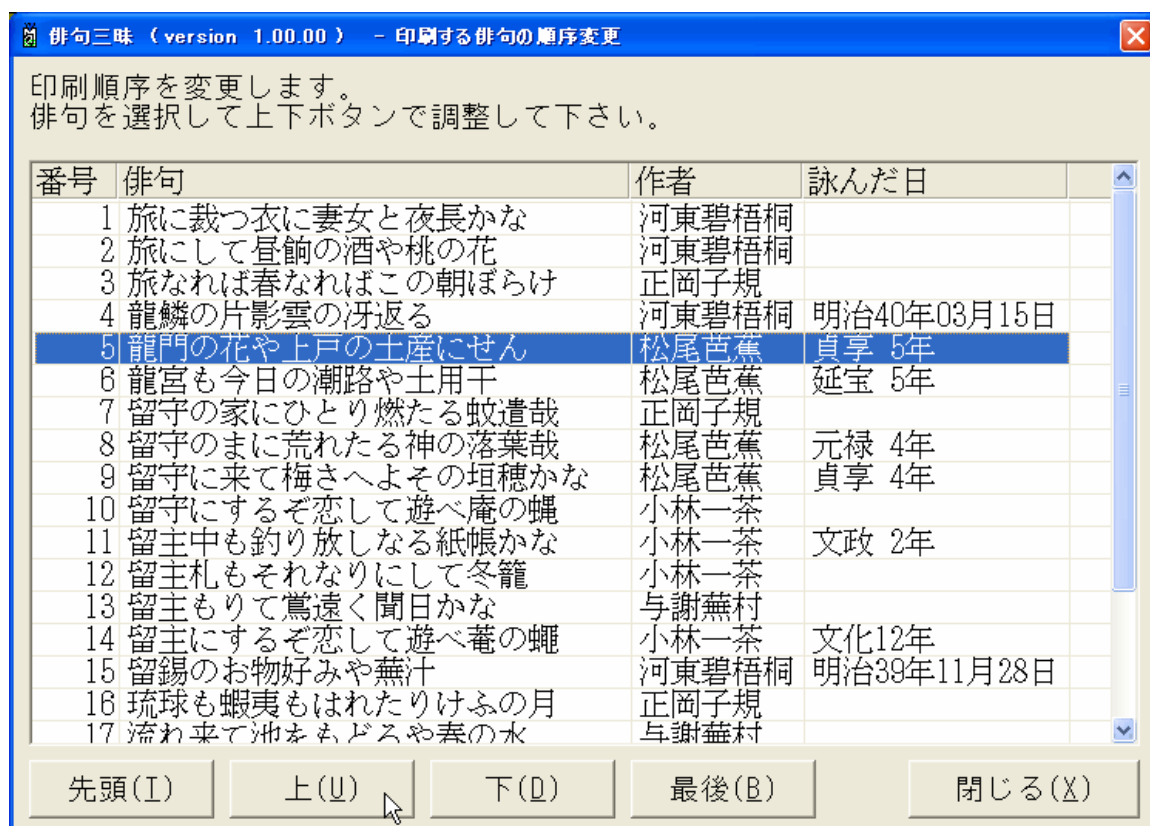 俳句三昧 (version 1.00.00) - 印刷する俳句の順序変更
印刷順序を変更します。
俳句を選択して上下ボタンで調整して下さい。
番号 俳句 作者 詠んだ日
1 旅に裁つ衣に妻女と夜長かな 河東碧梧桐
2 旅にして昼餉の酒や桃の花 河東碧梧桐
3 旅なれば春なればこの朝ぼらけ 正岡子規
4 龍鱗の片影雲の冴返る 河東碧梧桐 明治40年03月15日
5 龍門の花や上戸の土産にせん 松尾芭蕉 貞享 5年
6 龍宮も今日の潮路や土用干 松尾芭蕉 延宝 5年
7 留守の家にひとり燃たる蚊遣哉 正岡子規
8 留守のまに荒れたる神の落葉哉 松尾芭蕉 元禄 4年
9 留守に来て梅さへよその垣穂かな 松尾芭蕉 貞享 4年
10 留守にするぞ恋して遊べ庵の蝿 小林一茶
11 留主中も釣り放しなる紙帳かな 小林一茶 文政 2年
12 留主札もそれなりにして冬籠 小林一茶
13 留主もりて鴬遠く聞日かな 与謝蕪村
14 留主にするぞ恋して遊べ菴の蠅 小林一茶 文化12年
15 留錫のお物好みや蕪汁 河東碧梧桐 明治39年11月28日
16 琉球も蝦夷もはれたりけふの月 正岡子規
17 流れ来て池をもどるや春の水 与謝蕪村
先頭(T) 上(U) 下(D) 最後(B) 閉じる(X)